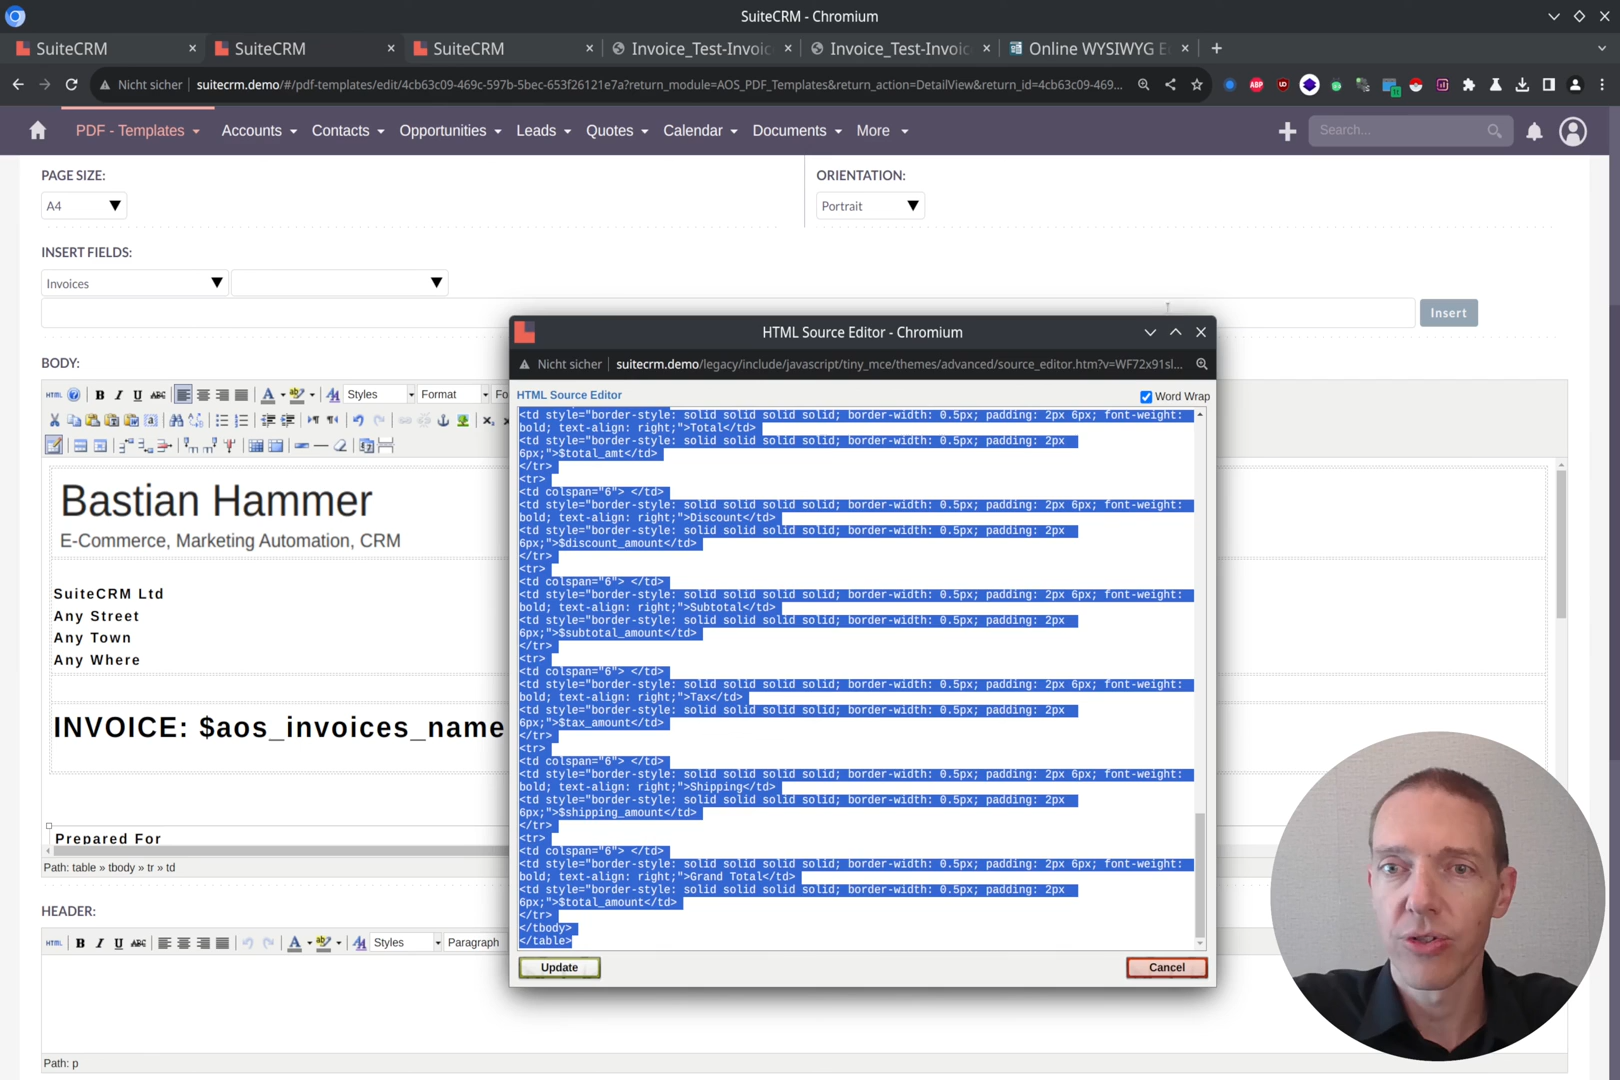 SuiteCRM - Chromium
SuiteCRM
SuiteCRM
SuiteCRM
Invoice_Test-Invoic
Invoice_Test-Invoic
Online WYSIWYG E
Nicht sicher
suitecrm.demo/#/pdf-templates/edit/4cb63c09-469c-597b-5bec-653f26121e7a?return_module=AOS_PDF_Templates&return_action=DetailView&return_id=4cb63c09-469...
PDF - Templates
Accounts
Contacts
Opportunities
Leads
Quotes
Calendar
Documents
More
Search...
PAGE SIZE:
A4
ORIENTATION:
Portrait
INSERT FIELDS:
Invoices
Insert
BODY:
HTML
B I U ABC
Styles
Format
Fo
Bastian Hammer
E-Commerce, Marketing Automation, CRM
SuiteCRM Ltd
Any Street
Any Town
Any Where
INVOICE: $aos_invoices_name
Prepared For
Path: table » tbody » tr » td
HEADER:
HTML
B I U ABC
Styles
Paragraph
Path: p
HTML Source Editor - Chromium
Nicht sicher
suitecrm.demo/legacy/include/javascript/tiny_mce/themes/advanced/source_editor.htm?v=WF72x91sl...
HTML Source Editor
Word Wrap
<td style="border-style: solid solid solid solid; border-width: 0.5px; padding: 2px 6px; font-weight:
bold; text-align: right;">Total</td>
<td style="border-style: solid solid solid solid; border-width: 0.5px; padding: 2px
6px;">$total_amt</td>
</tr>
<tr>
<td colspan="6"> </td>
<td style="border-style: solid solid solid solid; border-width: 0.5px; padding: 2px 6px; font-weight:
bold; text-align: right;">Discount</td>
<td style="border-style: solid solid solid solid; border-width: 0.5px; padding: 2px
6px;">$discount_amount</td>
</tr>
<tr>
<td colspan="6"> </td>
<td style="border-style: solid solid solid solid; border-width: 0.5px; padding: 2px 6px; font-weight:
bold; text-align: right;">Subtotal</td>
<td style="border-style: solid solid solid solid; border-width: 0.5px; padding: 2px
6px;">$subtotal_amount</td>
</tr>
<tr>
<td colspan="6"> </td>
<td style="border-style: solid solid solid solid; border-width: 0.5px; padding: 2px 6px; font-weight:
bold; text-align: right;">Tax</td>
<td style="border-style: solid solid solid solid; border-width: 0.5px; padding: 2px
6px;">$tax_amount</td>
</tr>
<tr>
<td colspan="6"> </td>
<td style="border-style: solid solid solid solid; border-width: 0.5px; padding: 2px 6px; font-weight:
bold; text-align: right;">Shipping</td>
<td style="border-style: solid solid solid solid; border-width: 0.5px; padding: 2px
6px;">$shipping_amount</td>
</tr>
<tr>
<td colspan="6"> </td>
<td style="border-style: solid solid solid solid; border-width: 0.5px; padding: 2px 6px; font-weight:
bold; text-align: right;">Grand Total</td>
<td style="border-style: solid solid solid solid; border-width: 0.5px; padding: 2px
6px;">$total_amount</td>
</tr>
</tbody>
</table>
Update
Cancel